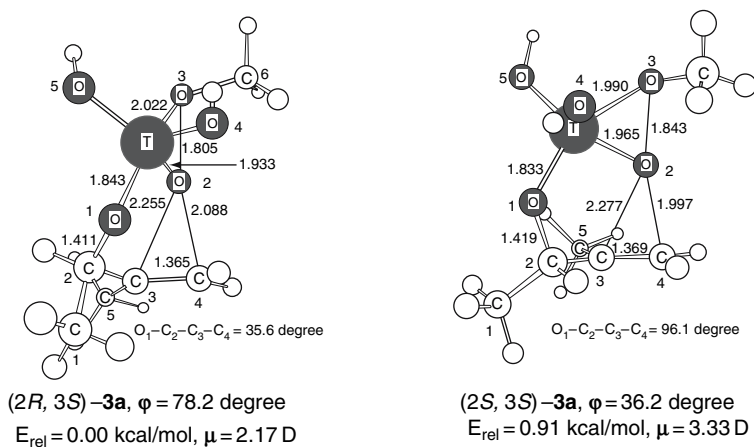 O
5
3
O
C
6
2.022
T
O
4
1.805
1.933
O
2
1.843
2.255
2.088
1
O
1.411
1.365
C
2
C
C
3
C
5
4
C
1
O₁–C₂–C₃–C₄ = 35.6 degree
(2R, 3S) –3a, φ = 78.2 degree
E_rel = 0.00 kcal/mol, μ = 2.17 D
5
O
4
O
1.990
3
O
C
T
1.965
1.843
O
2
1.833
1
O
2.277
1.997
5
C
1.419
1.369
2
C
C
3
C
4
C
1
O₁–C₂–C₃–C₄ = 96.1 degree
(2S, 3S) –3a, φ = 36.2 degree
E_rel = 0.91 kcal/mol, μ = 3.33 D